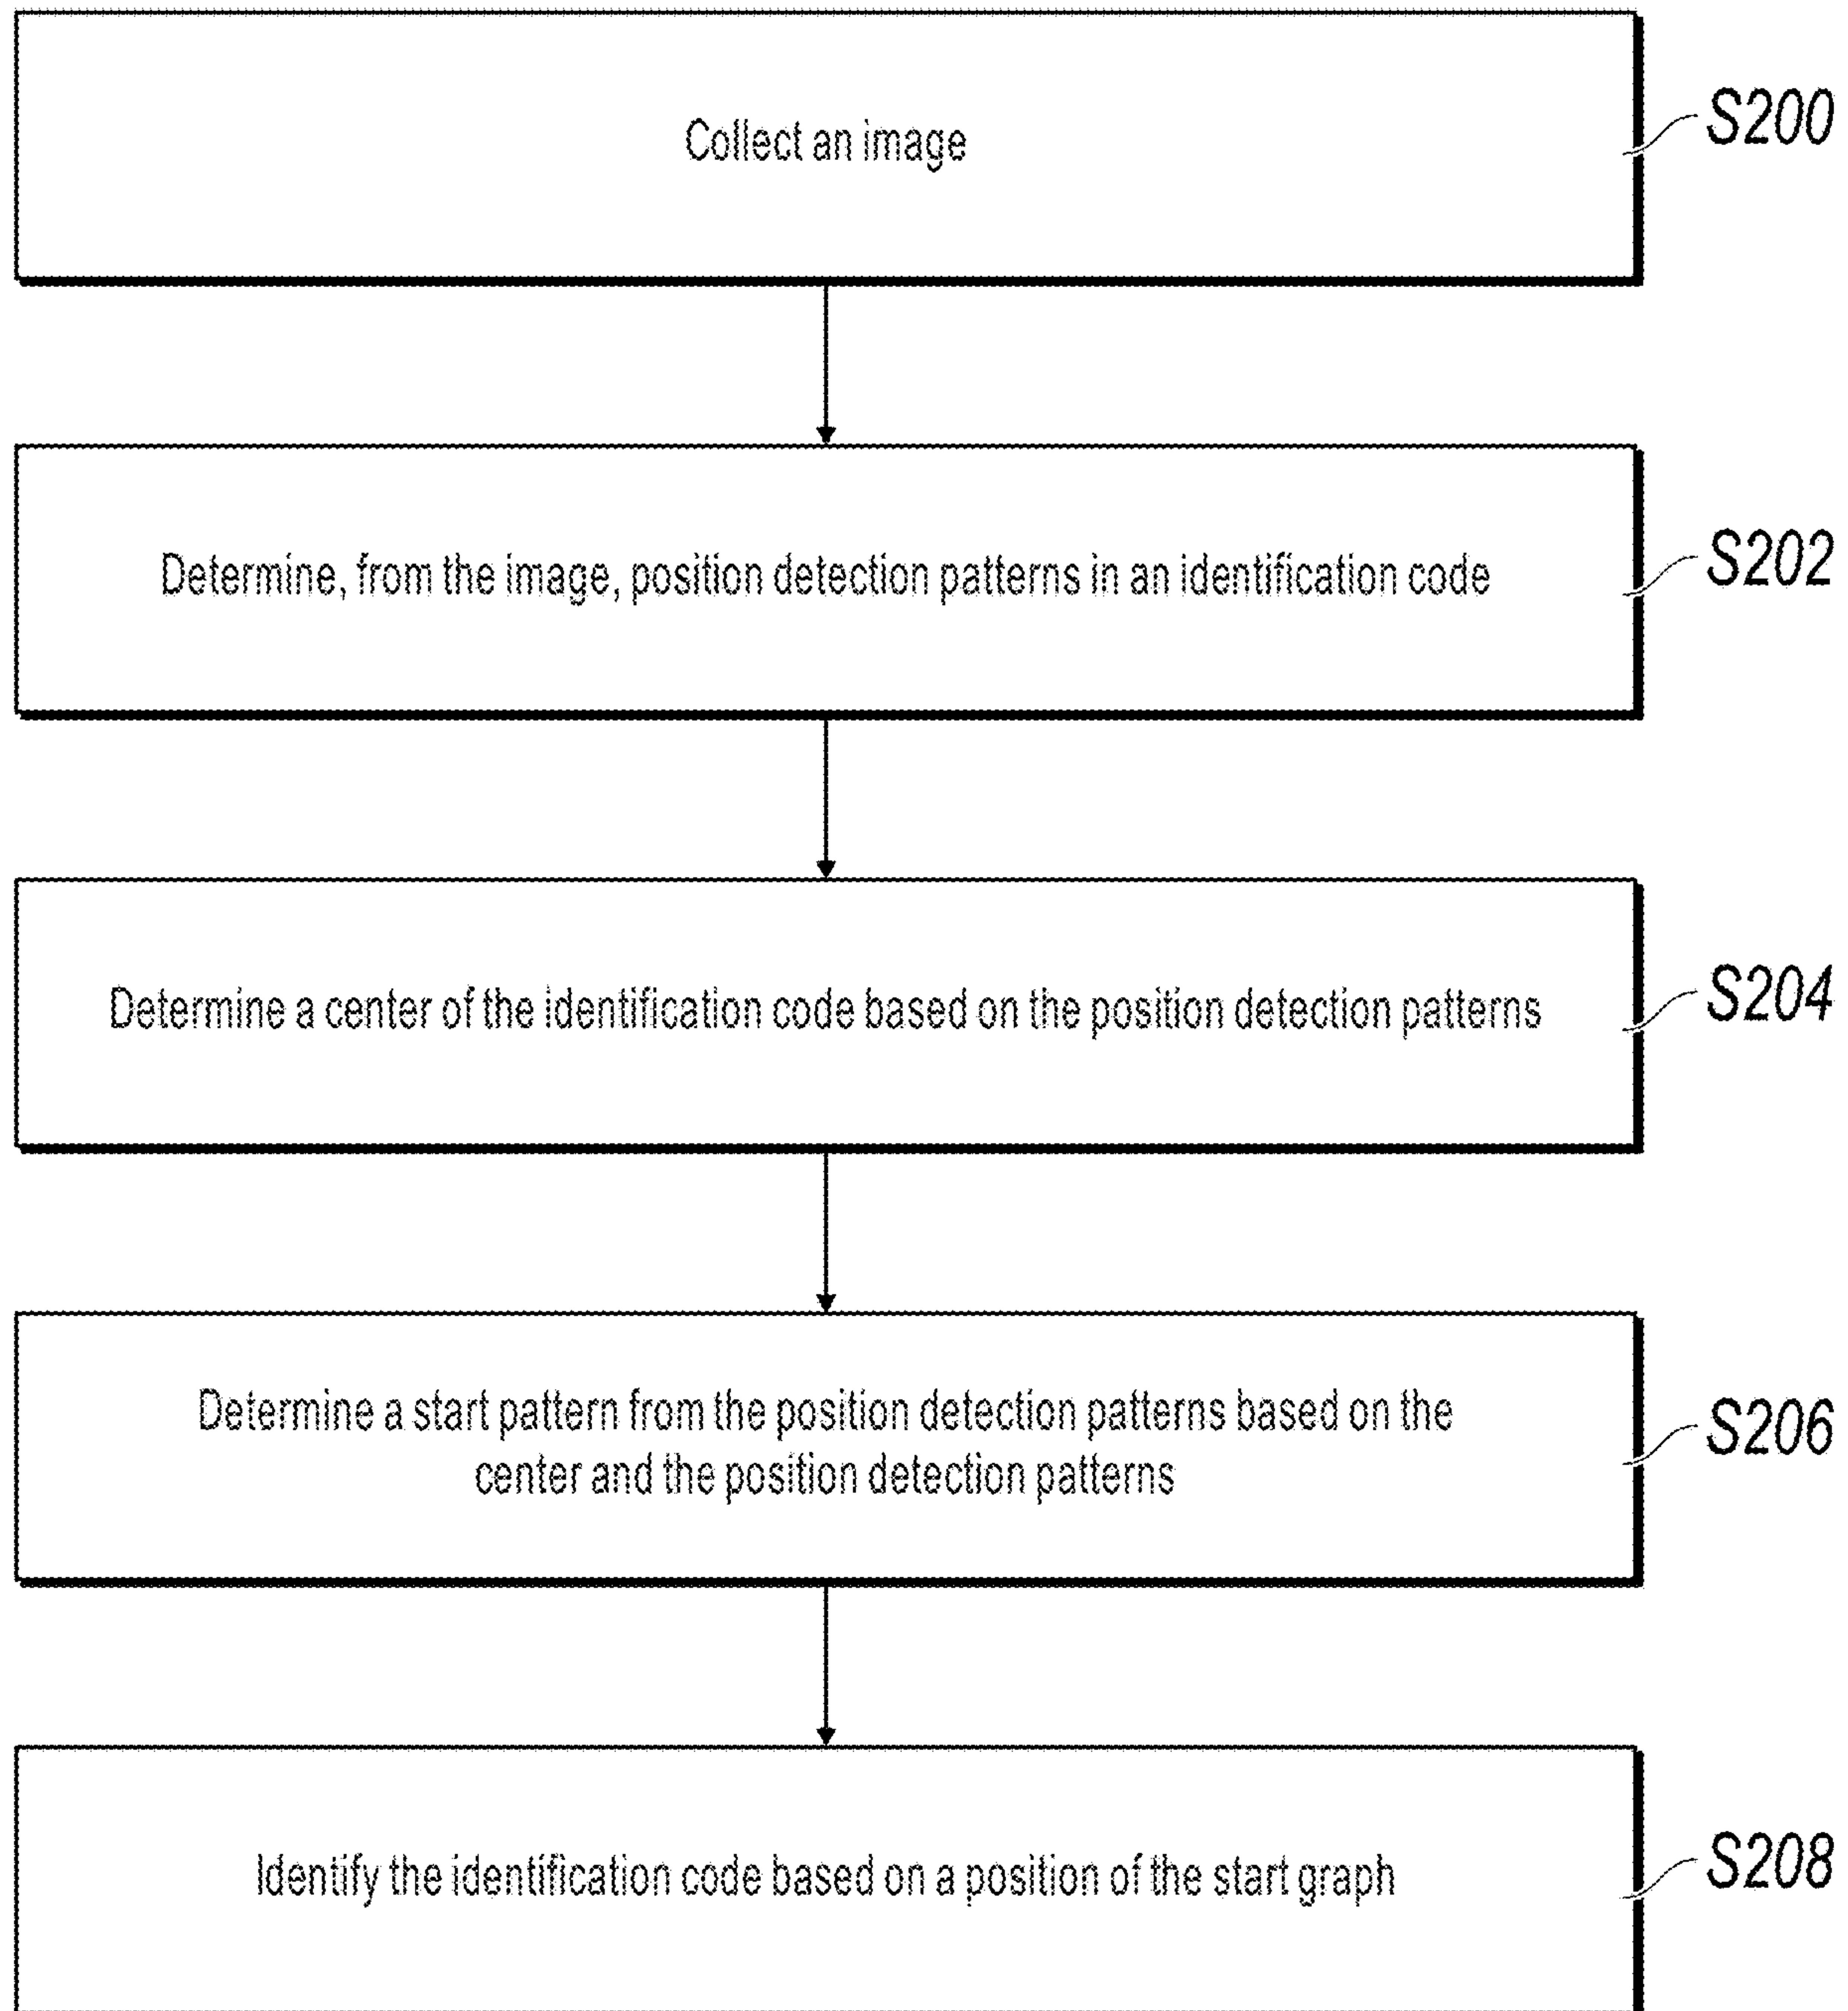 Collect an image
S200
Determine, from the image, position detection patterns in an identification code
S202
Determine a center of the identification code based on the position detection patterns
S204
Determine a start pattern from the position detection patterns based on the
center and the position detection patterns
S206
Identify the identification code based on a position of the start graph
S208